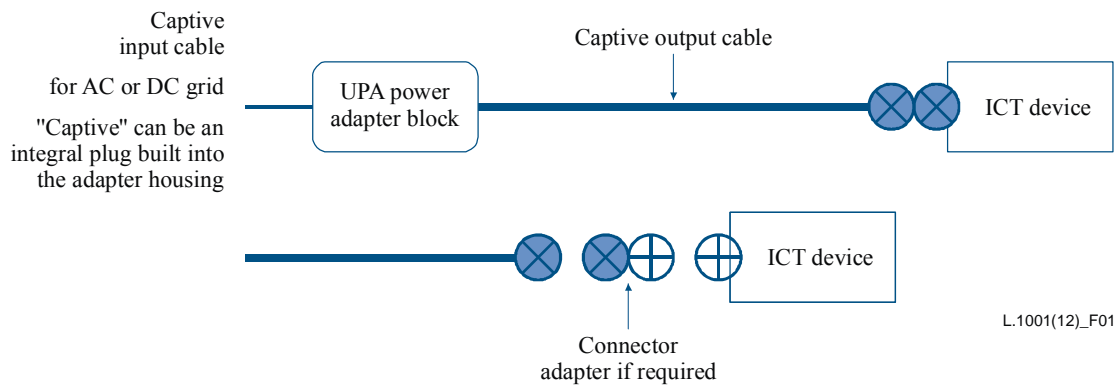 Captive
input cable
for AC or DC grid
"Captive" can be an
integral plug built into
the adapter housing
UPA power
adapter block
Captive output cable
ICT device
ICT device
Connector
adapter if required
L.1001(12)_F01